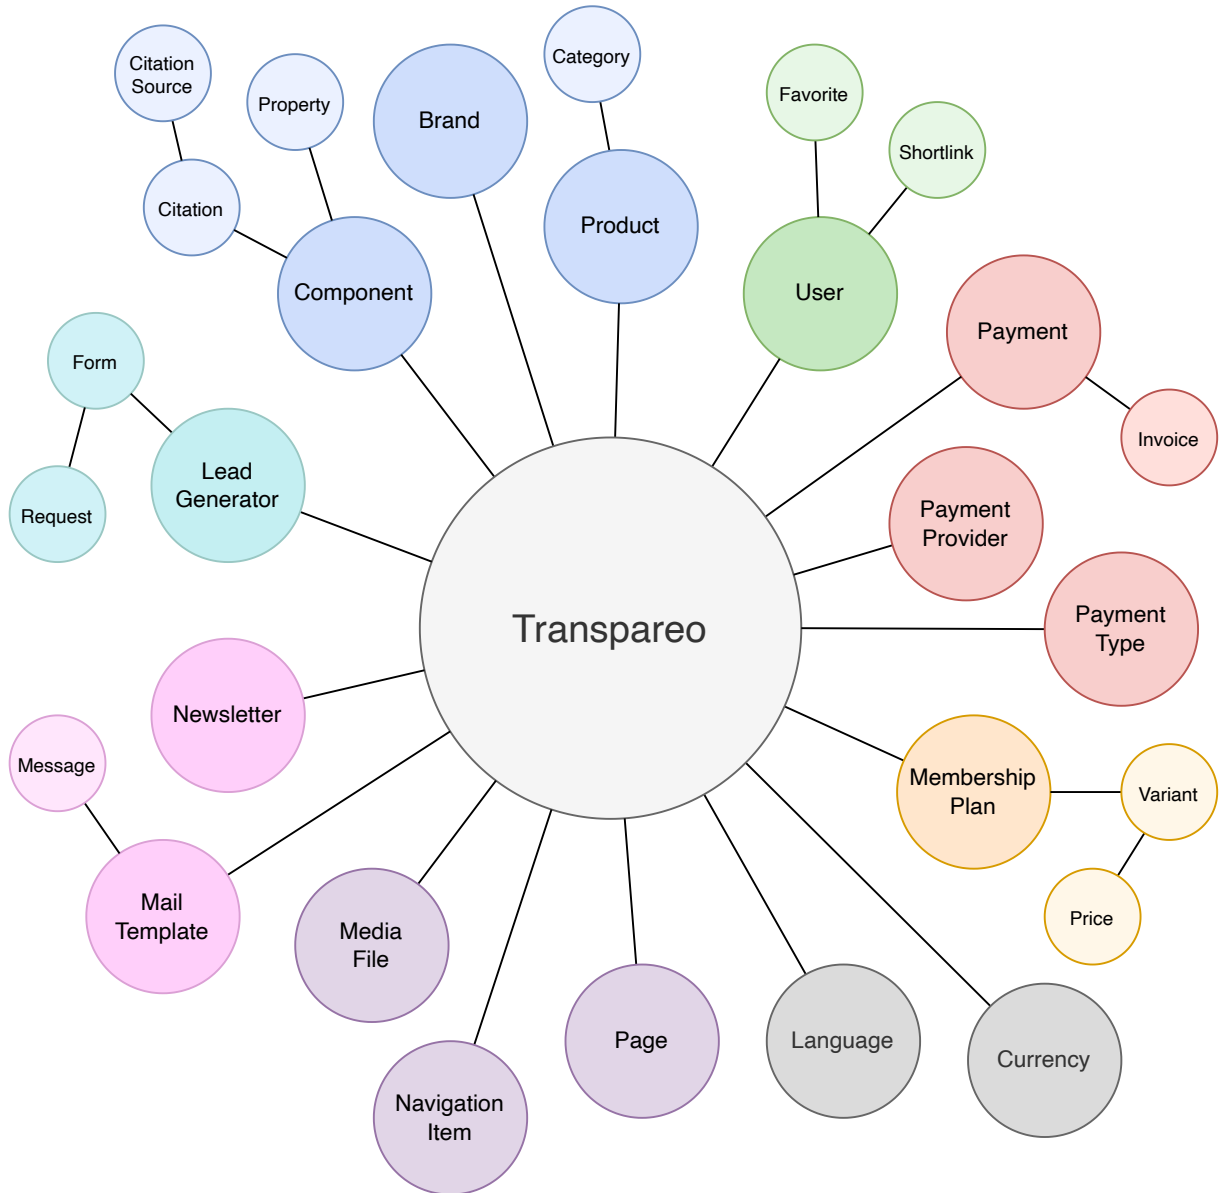 Citation
Source
Property
Brand
Category
Favorite
Shortlink
Citation
Component
Product
User
Payment
Form
Invoice
Lead
Generator
Request
Payment
Provider
Payment
Type
Transpareo
Newsletter
Message
Membership
Plan
Variant
Mail
Template
Media
File
Price
Navigation
Item
Page
Language
Currency